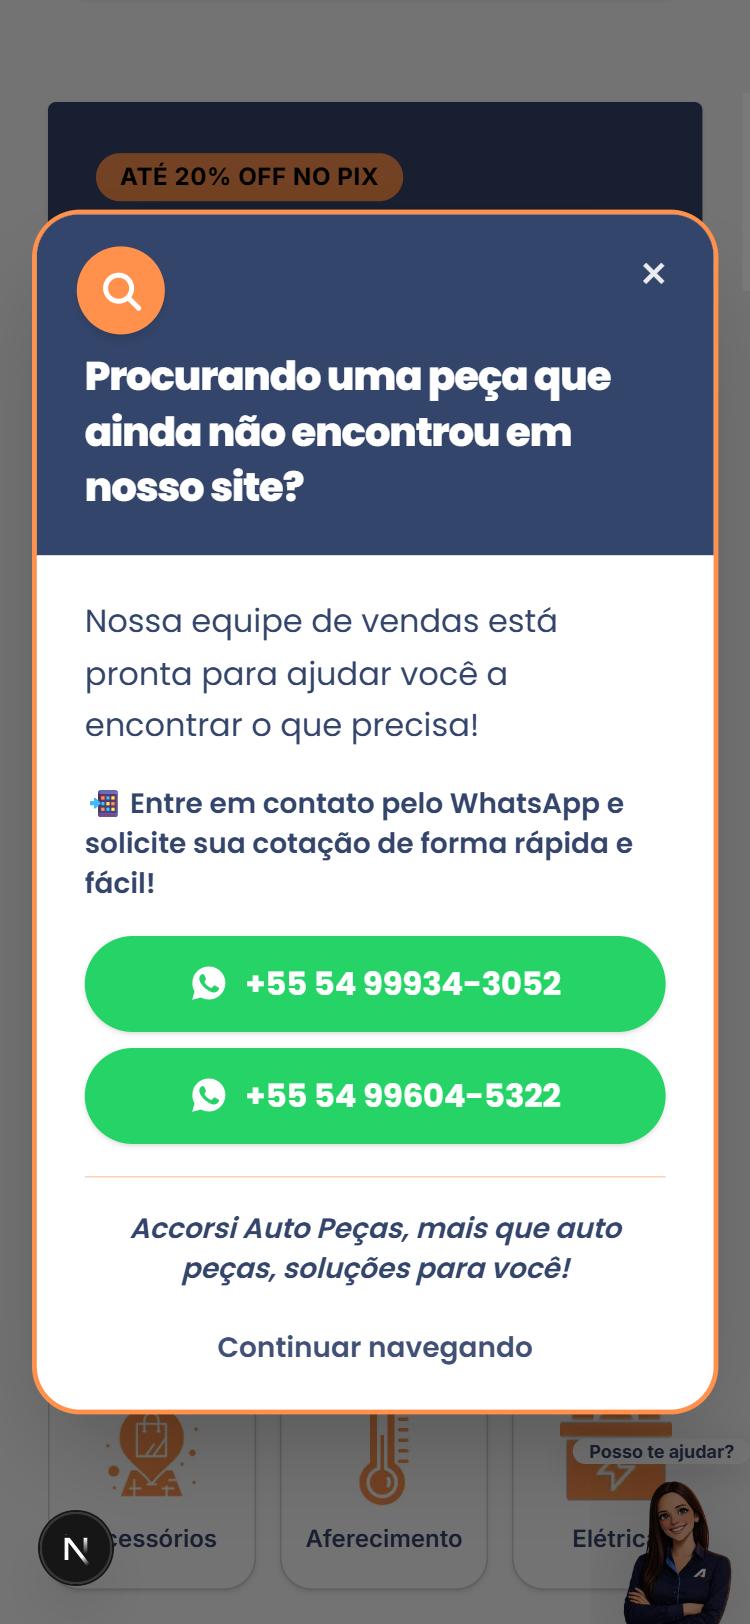 ATÉ 20% OFF NO PIX
Procurando uma peça que
ainda não encontrou em
nosso site?
Nossa equipe de vendas está
pronta para ajudar você a
encontrar o que precisa!
📲 Entre em contato pelo WhatsApp e
solicite sua cotação de forma rápida e
fácil!
+55 54 99934-3052
+55 54 99604-5322
Accorsi Auto Peças, mais que auto
peças, soluções para você!
Continuar navegando
Posso te ajudar?
cessórios
Aferecimento
Elétric
N
A